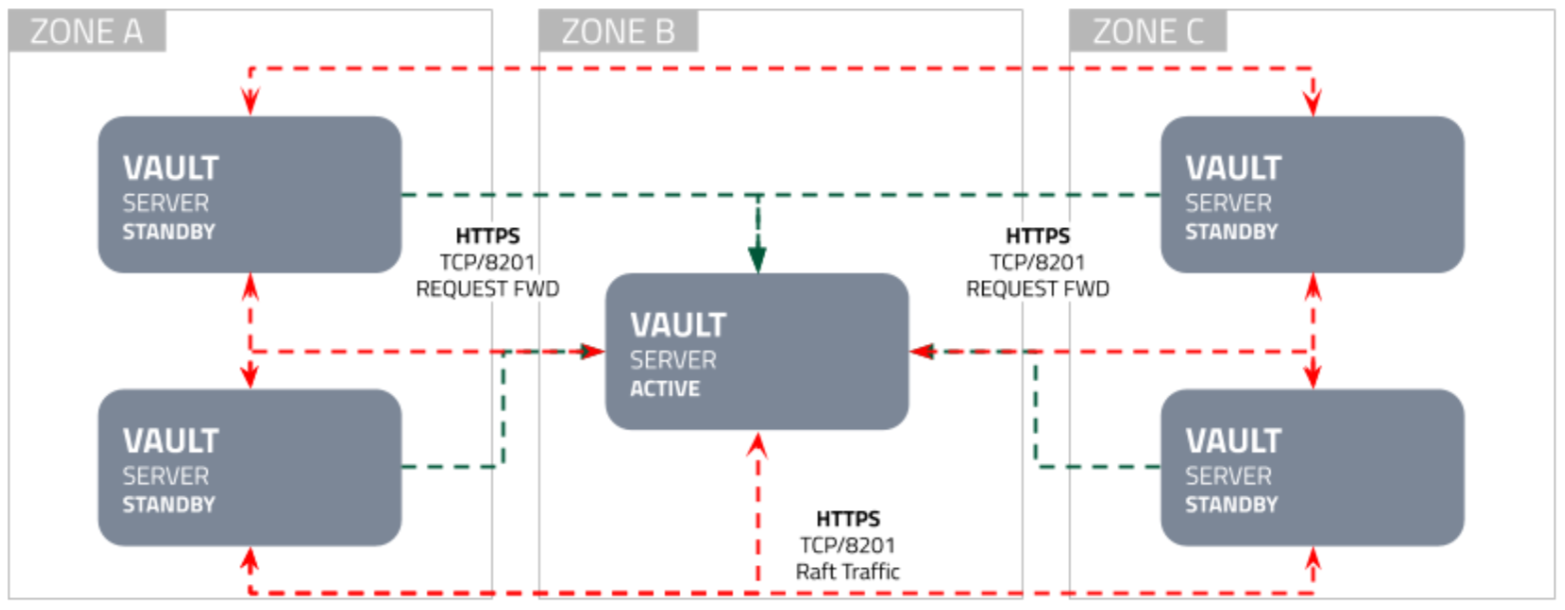 ZONE A
ZONE B
ZONE C
VAULT
SERVER
STANDBY
VAULT
SERVER
STANDBY
HTTPS
TCP/8201
REQUEST FWD
HTTPS
TCP/8201
REQUEST FWD
VAULT
SERVER
ACTIVE
VAULT
SERVER
STANDBY
VAULT
SERVER
STANDBY
HTTPS
TCP/8201
Raft Traffic